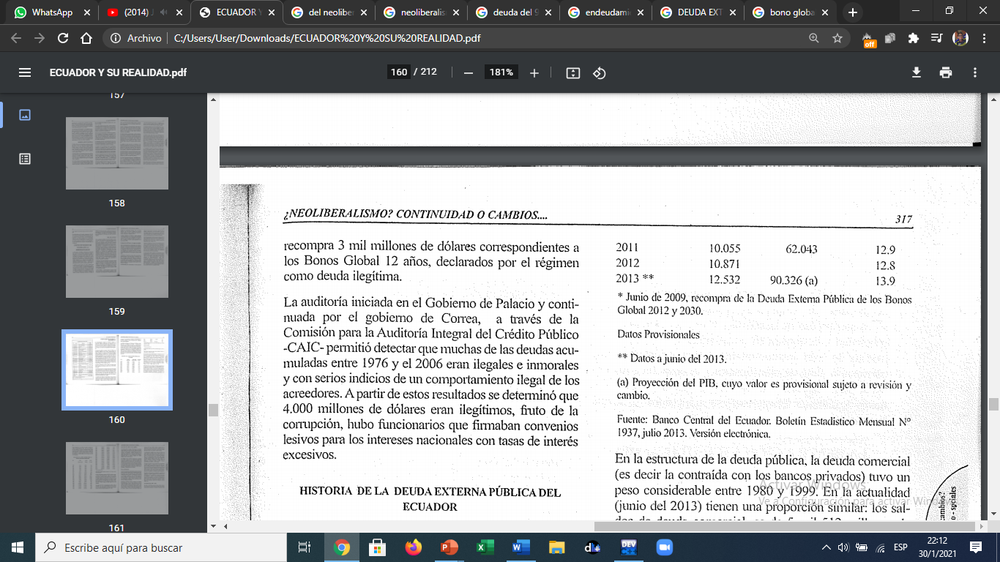 WhatsApp
(2014) J
ECUADOR Y
del neoliber
neoliberalis
deuda del 9
endeudami
DEUDA EXT
bono globa
Archivo
C:/Users/User/Downloads/ECUADOR%20Y%20SU%20REALIDAD.pdf
off
ECUADOR Y SU REALIDAD.pdf
160 / 212
181%
157
158
159
160
161
¿NEOLIBERALISMO? CONTINUIDAD O CAMBIOS....
317
recompra 3 mil millones de dólares correspondientes a
los Bonos Global 12 años, declarados por el régimen
como deuda ilegítima.
La auditoría iniciada en el Gobierno de Palacio y conti-
nuada por el gobierno de Correa, a través de la
Comisión para la Auditoría Integral del Crédito Público
-CAIC- permitió detectar que muchas de las deudas acu-
muladas entre 1976 y el 2006 eran ilegales e inmorales
y con serios indicios de un comportamiento ilegal de los
acreedores. A partir de estos resultados se determinó que
4.000 millones de dólares eran ilegítimos, fruto de la
corrupción, hubo funcionarios que firmaban convenios
lesivos para los intereses nacionales con tasas de interés
excesivos.
HISTORIA DE LA DEUDA EXTERNA PÚBLICA DEL
ECUADOR
2011 10.055 62.043 12.9
2012 10.871 12.8
2013 ** 12.532 90.326 (a) 13.9
* Junio de 2009, recompra de la Deuda Externa Pública de los Bonos
Global 2012 y 2030.
Datos Provisionales
** Datos a junio del 2013.
(a) Proyección del PIB, cuyo valor es provisional sujeto a revisión y
cambio.
Fuente: Banco Central del Ecuador. Boletín Estadístico Mensual N°
1937, julio 2013. Versión electrónica.
En la estructura de la deuda pública, la deuda comercial
(es decir la contraída con los bancos privados) tuvo un
peso considerable entre 1980 y 1999. En la actualidad
(junio del 2013) tienen una proporción similar: los sal-
Activar Windows
Ve a Configuración para activar Windows.
cambios?
o - sociales
Escribe aquí para buscar
ESP
22:12
30/1/2021